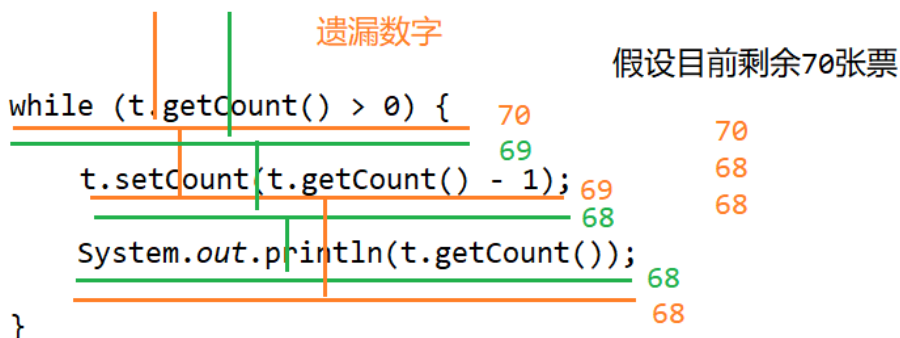 遗漏数字
假设目前剩余70张票
while (t.getCount() > 0) {
70
70
69
68
t.setCount(t.getCount() - 1);
69
68
68
System.out.println(t.getCount());
68
68
}